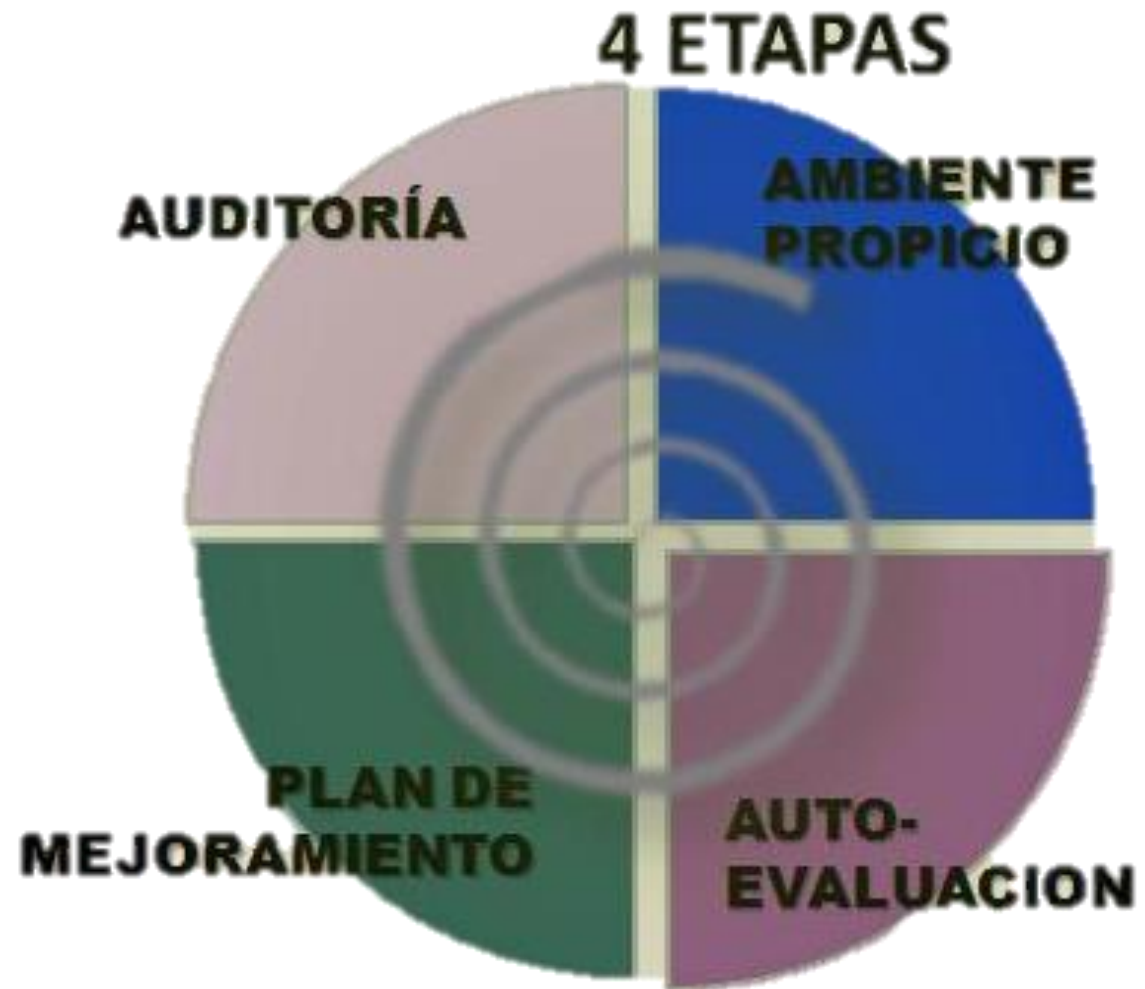 4 ETAPAS
AMBIENTE
PROPICIO
AUDITORÍA
AUTO-
EVALUACION
PLAN DE
MEJORAMIENTO